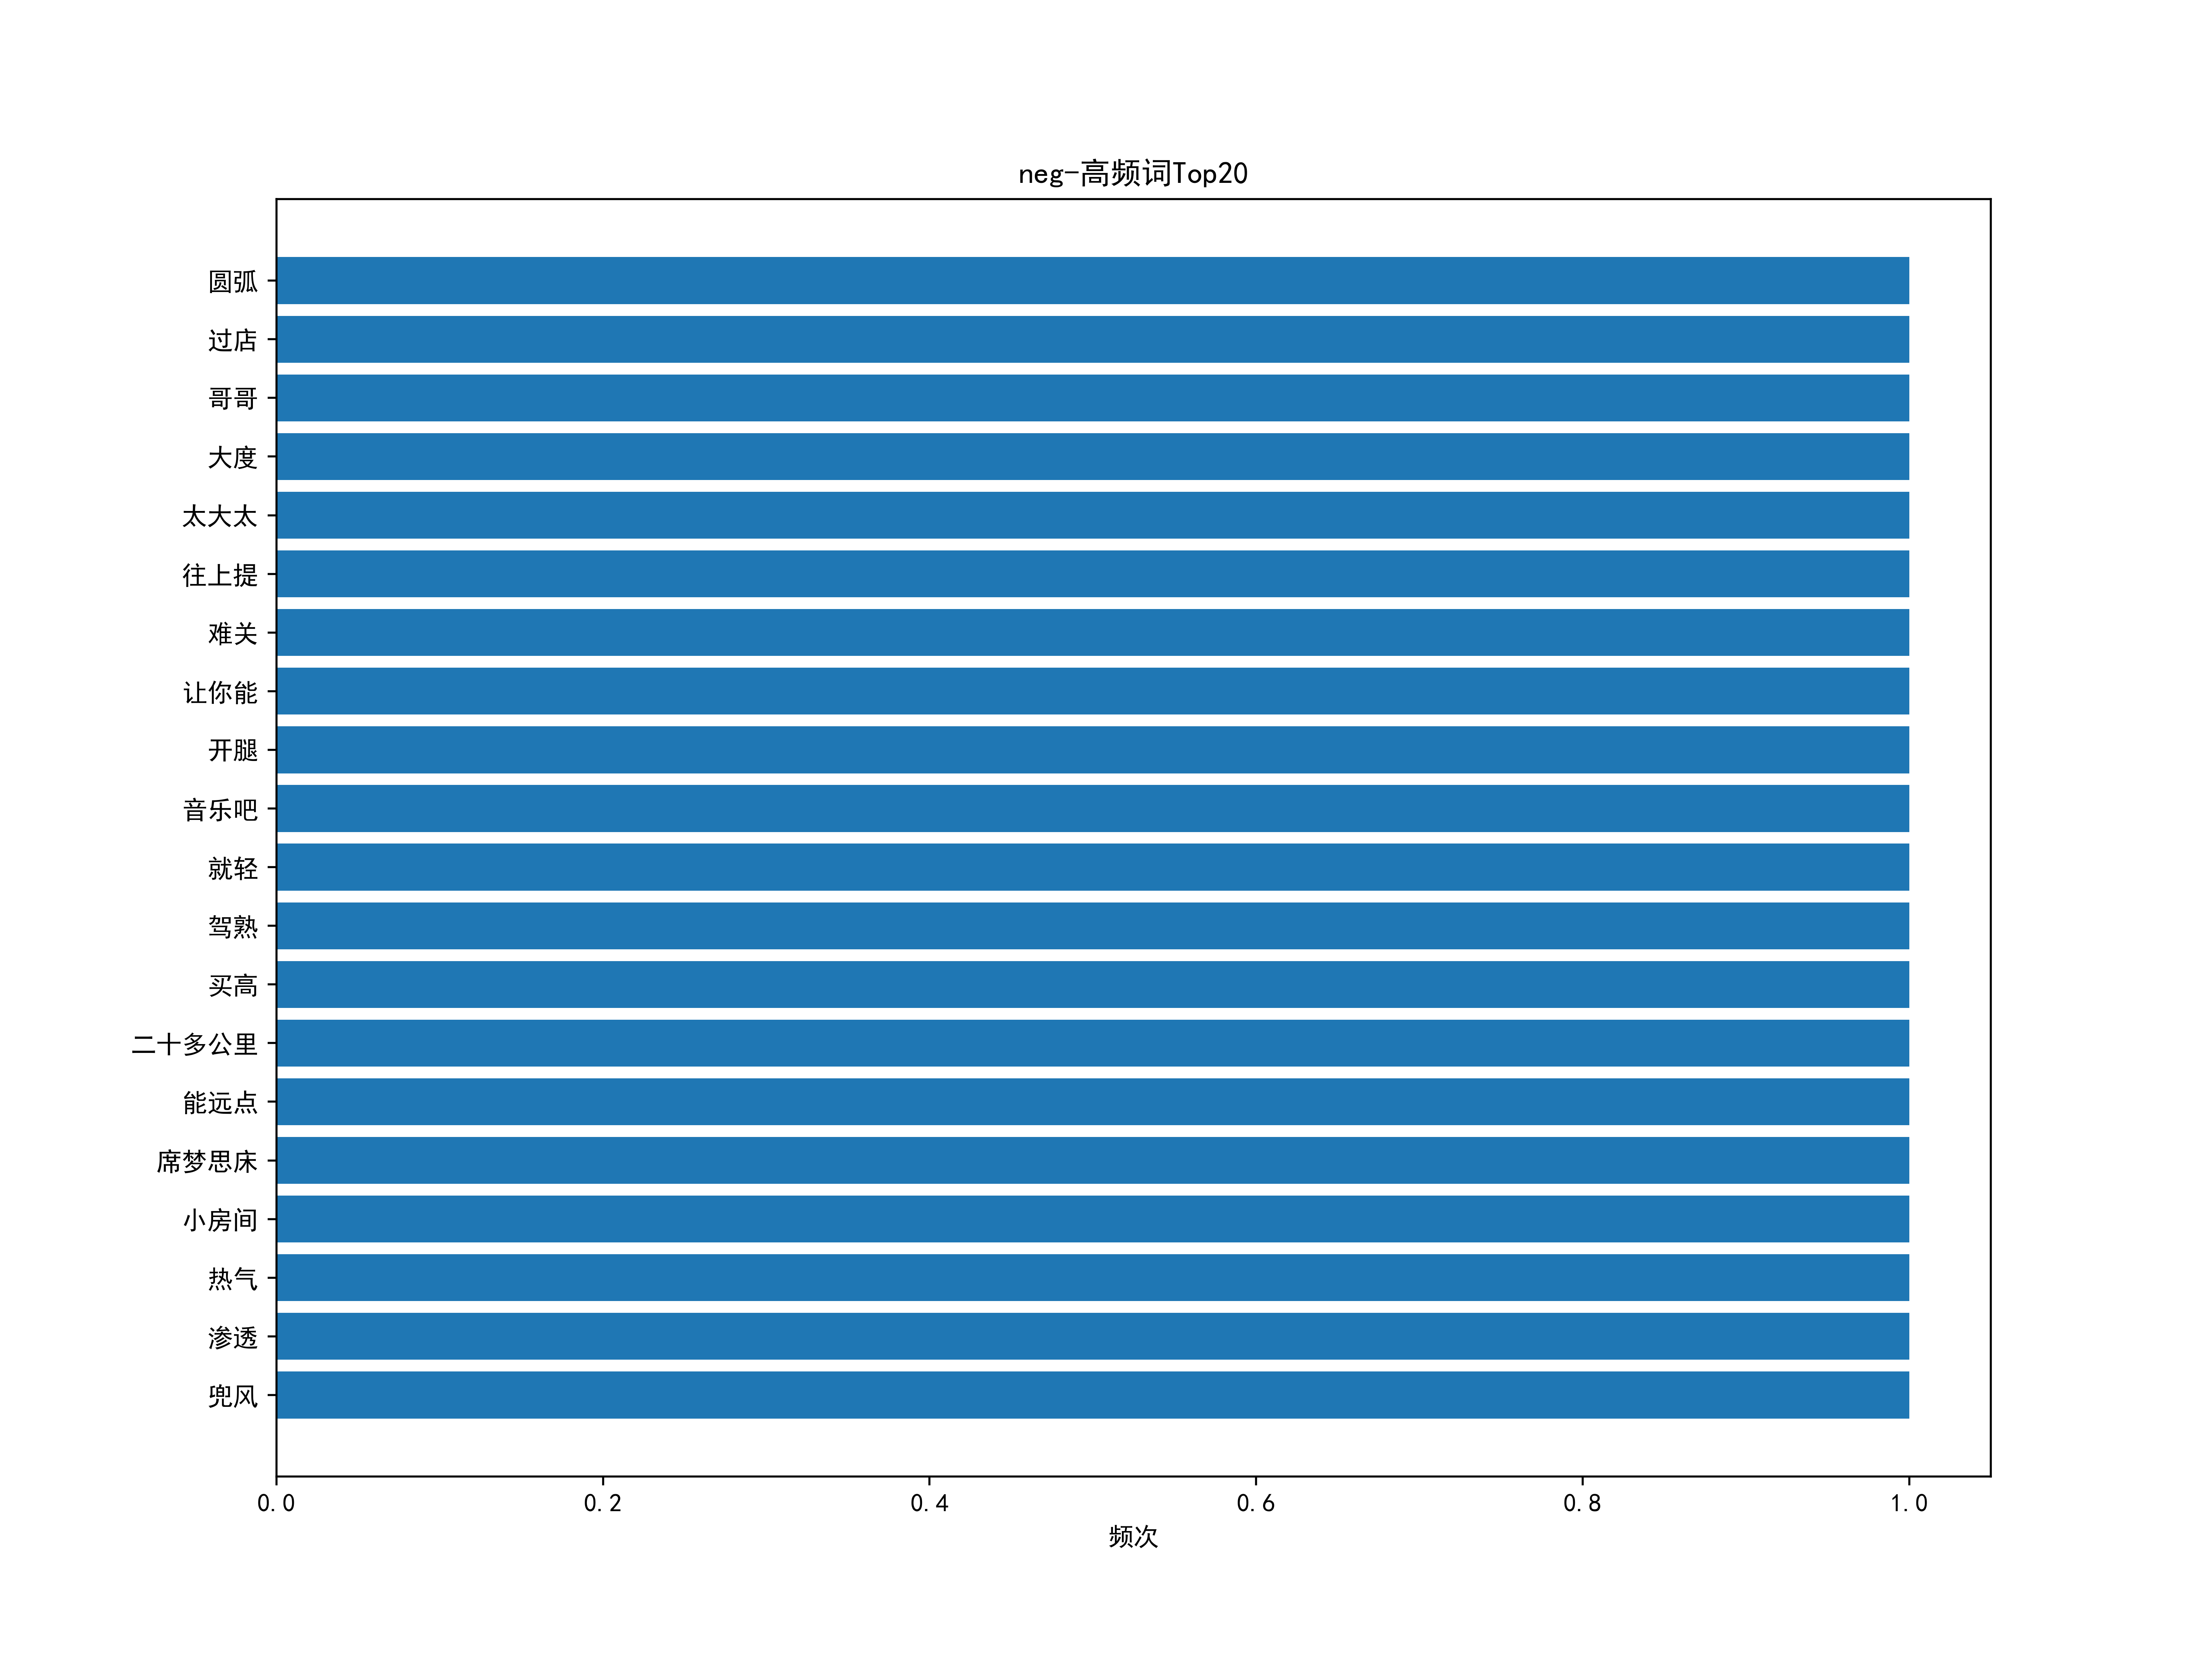 neg-高频词Top20
圆弧
过店
哥哥
大度
太大太
往上提
难关
让你能
开腿
音乐吧
就轻
驾熟
买高
二十多公里
能远点
席梦思床
小房间
热气
渗透
兜风
0.0 0.2 0.4 0.6 0.8 1.0
频次